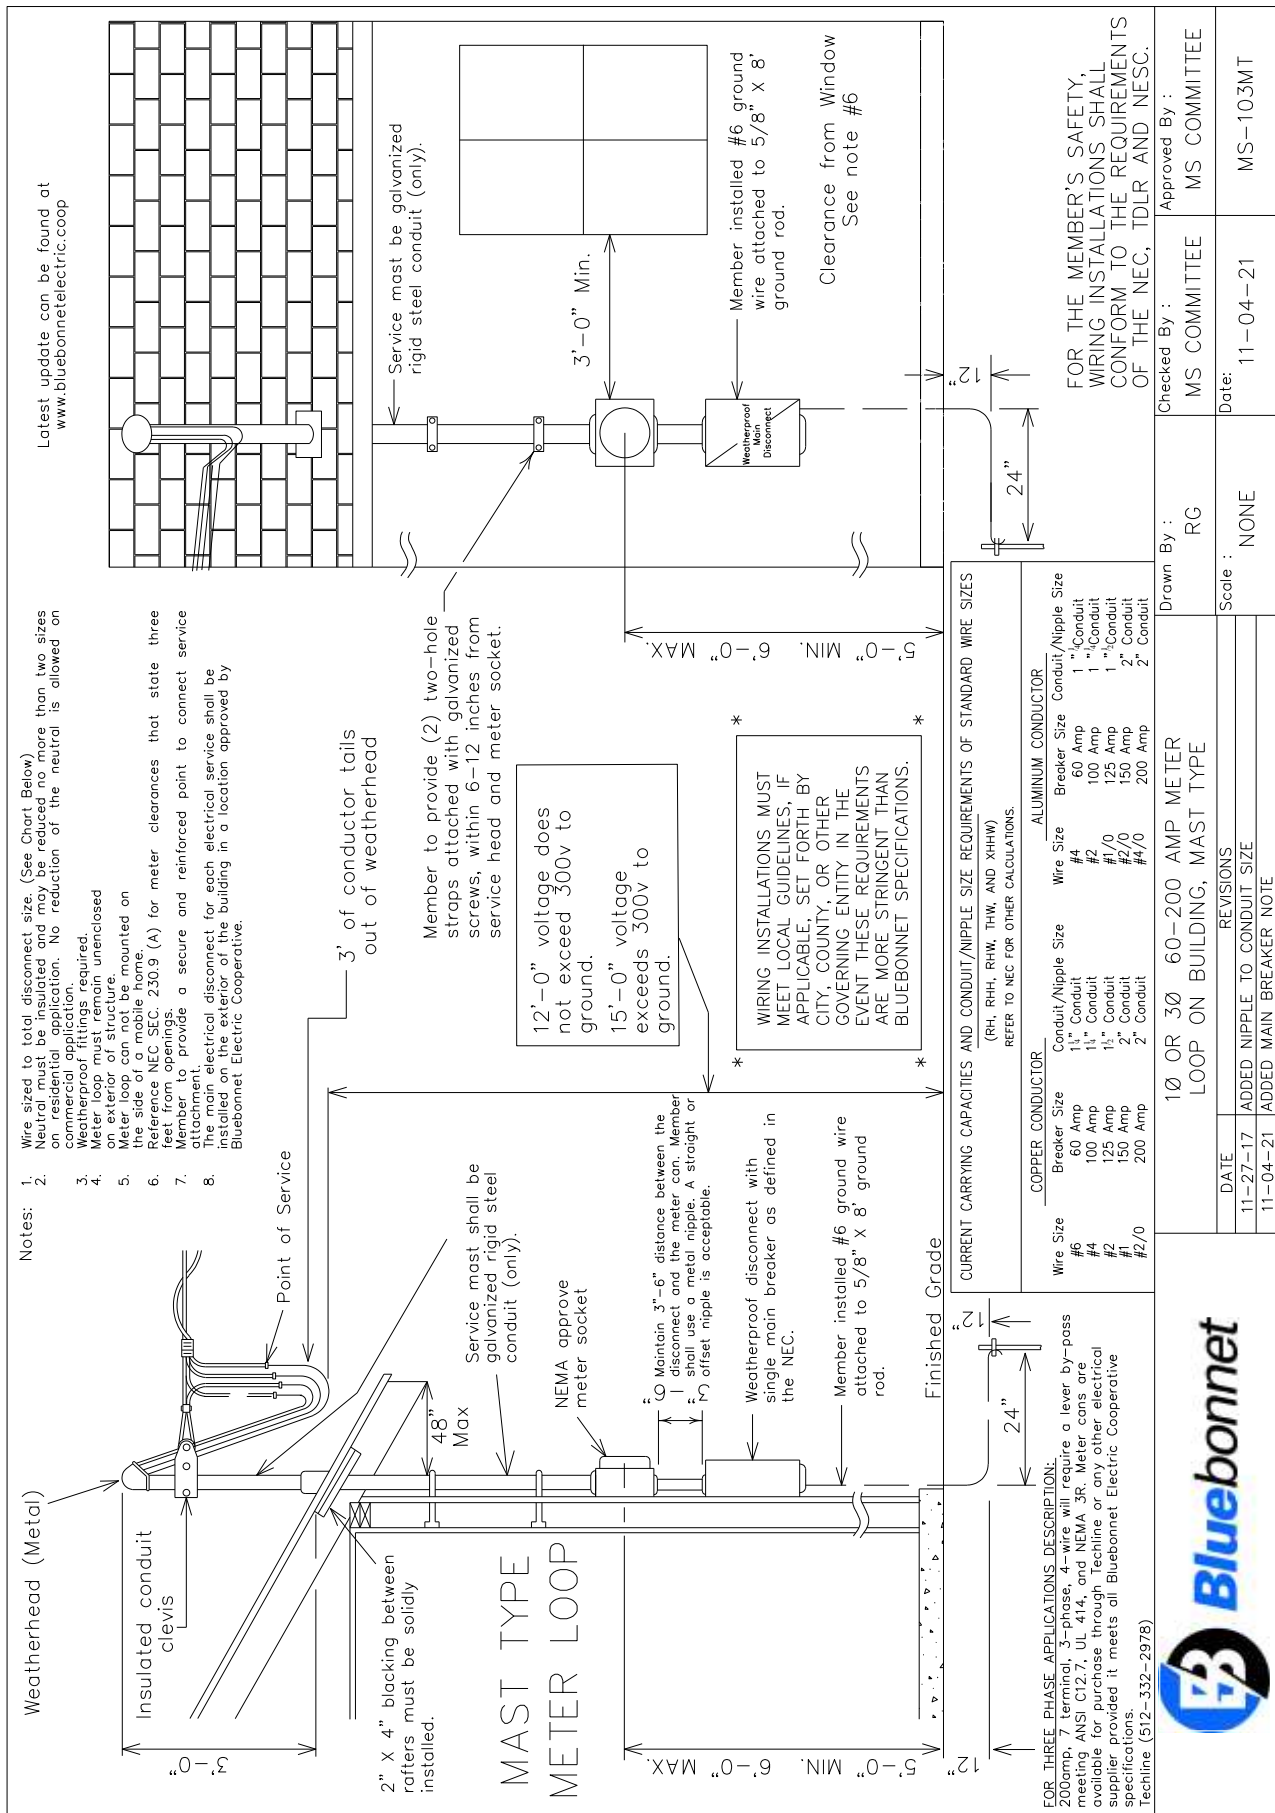 Latest update can be found at
www.bluebonnetelectric.coop
Notes:
1. Wire sized to total disconnect size. (See Chart Below)
2. Neutral must be insulated and may be reduced no more than two sizes
on residential application. No reduction of the neutral is allowed on
commercial application.
3. Weatherproof fittings required.
4. Meter loop must remain unenclosed
on exterior of structure.
5. Meter loop can not be mounted on
the side of a mobile home.
6. Reference NEC SEC. 230.9 (A) for meter clearances that state three
feet from openings.
7. Member to provide a secure and reinforced point to connect service
attachment.
8. The main electrical disconnect for each electrical service shall be
installed on the exterior of the building in a location approved by
Bluebonnet Electric Cooperative.
Weatherhead (Metal)
Insulated conduit
clevis
3'-0"
Point of Service
3' of conductor tails
out of weatherhead
2" X 4" blacking between
rafters must be solidly
installed.
48"
Max
Service mast shall be
galvanized rigid steel
conduit (only).
MAST TYPE
METER LOOP
NEMA approve
meter socket
3"-6"
Maintain 3"-6" distance between the
disconnect and the meter can. Member
shall use a metal nipple. A straight or
offset nipple is acceptable.
Weatherproof disconnect with
single main breaker as defined in
the NEC.
Member installed #6 ground wire
attached to 5/8" X 8' ground
rod.
5'-0" MIN. 6'-0" MAX.
Finished Grade
12"
24"
12"
12'-0" voltage does
not exceed 300v to
ground.
15'-0" voltage
exceeds 300v to
ground.
Member to provide (2) two-hole
straps attached with galvanized
screws, within 6-12 inches from
service head and meter socket.
Service mast must be galvanized
rigid steel conduit (only).
3'-0" Min.
Weatherproof
Main
Disconnect
Member installed #6 ground
wire attached to 5/8" X 8'
ground rod.
Clearance from Window
See note #6
5'-0" MIN. 6'-0" MAX.
12"
24"
* *
WIRING INSTALLATIONS MUST
MEET LOCAL GUIDELINES, IF
APPLICABLE, SET FORTH BY
CITY, COUNTY, OR OTHER
GOVERNING ENTITY IN THE
EVENT THESE REQUIREMENTS
ARE MORE STRINGENT THAN
BLUEBONNET SPECIFICATIONS.
* *
FOR THE MEMBER'S SAFETY,
WIRING INSTALLATIONS SHALL
CONFORM TO THE REQUIREMENTS
OF THE NEC, TDLR AND NESC.
CURRENT CARRYING CAPACITIES AND CONDUIT/NIPPLE SIZE REQUIREMENTS OF STANDARD WIRE SIZES
(RH, RHH, RHW, THW, AND XHHW)
REFER TO NEC FOR OTHER CALCULATIONS.
COPPER CONDUCTOR ALUMINUM CONDUCTOR
Wire Size Breaker Size Conduit/Nipple Size Wire Size Breaker Size Conduit/Nipple Size
#6 60 Amp 1¼" Conduit #4 60 Amp 1 "¼Conduit
#4 100 Amp 1¼" Conduit #2 100 Amp 1 "¼Conduit
#2 125 Amp 1½" Conduit #1/0 125 Amp 1 "½Conduit
#1 150 Amp 2" Conduit #2/0 150 Amp 2" Conduit
#2/0 200 Amp 2" Conduit #4/0 200 Amp 2" Conduit
FOR THREE PHASE APPLICATIONS DESCRIPTION:
200amp, 7 terminal, 3-phase, 4-wire will require a lever by-pass
meeting ANSI C12.7, UL 414, and NEMA 3R. Meter cans are
available for purchase through Techline or any other electrical
supplier provided it meets all Bluebonnet Electric Cooperative
specifications.
Techline (512-332-2978)
Bluebonnet
1Ø OR 3Ø 60-200 AMP METER
LOOP ON BUILDING, MAST TYPE
DATE REVISIONS
11-27-17 ADDED NIPPLE TO CONDUIT SIZE
11-04-21 ADDED MAIN BREAKER NOTE
Drawn By :
RG
Checked By :
MS COMMITTEE
Approved By :
MS COMMITTEE
Scale :
NONE
Date:
11-04-21
MS-103MT